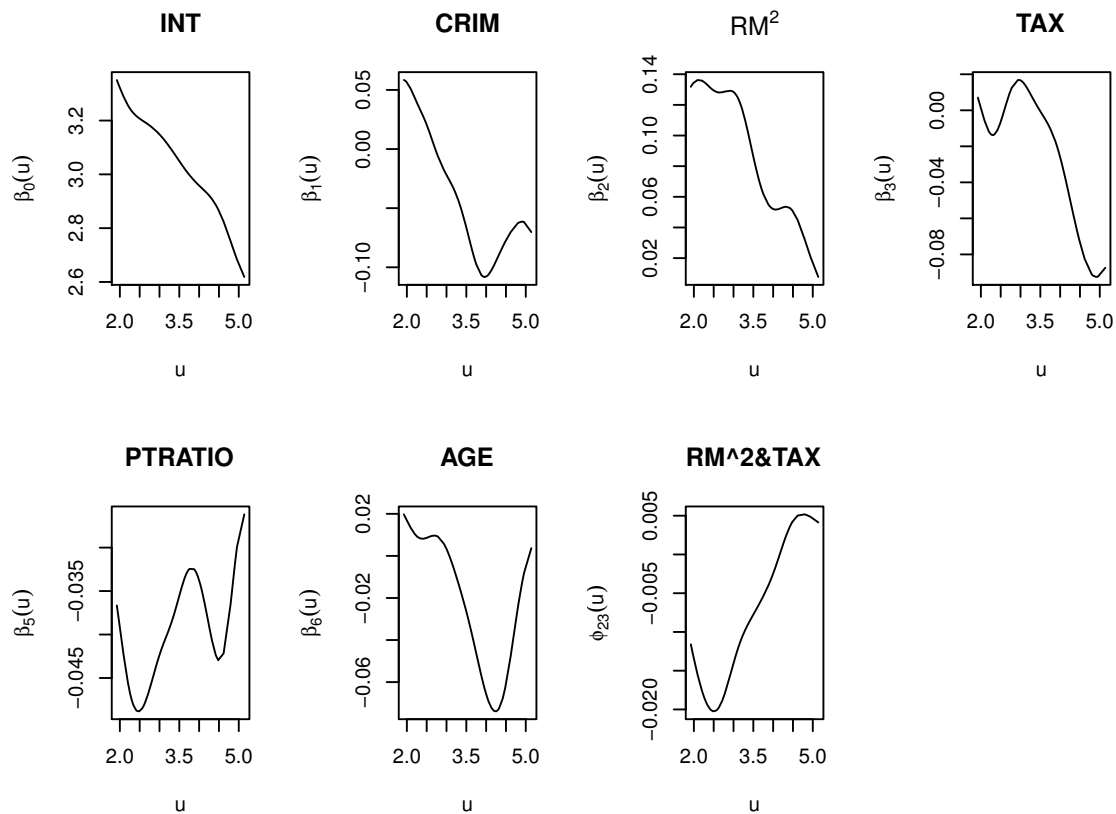 INT
CRIM
RM²
TAX
β₀(u)
2.6 2.8 3.0 3.2
2.0 3.5 5.0
u
β₁(u)
−0.10 0.00 0.05
2.0 3.5 5.0
u
β₂(u)
0.02 0.06 0.10 0.14
2.0 3.5 5.0
u
β₃(u)
−0.08 −0.04 0.00
2.0 3.5 5.0
u
PTRATIO
AGE
RM^2&TAX
β₅(u)
−0.045 −0.035
2.0 3.5 5.0
u
β₆(u)
−0.06 −0.02 0.02
2.0 3.5 5.0
u
ϕ₂₃(u)
−0.020 −0.005 0.005
2.0 3.5 5.0
u